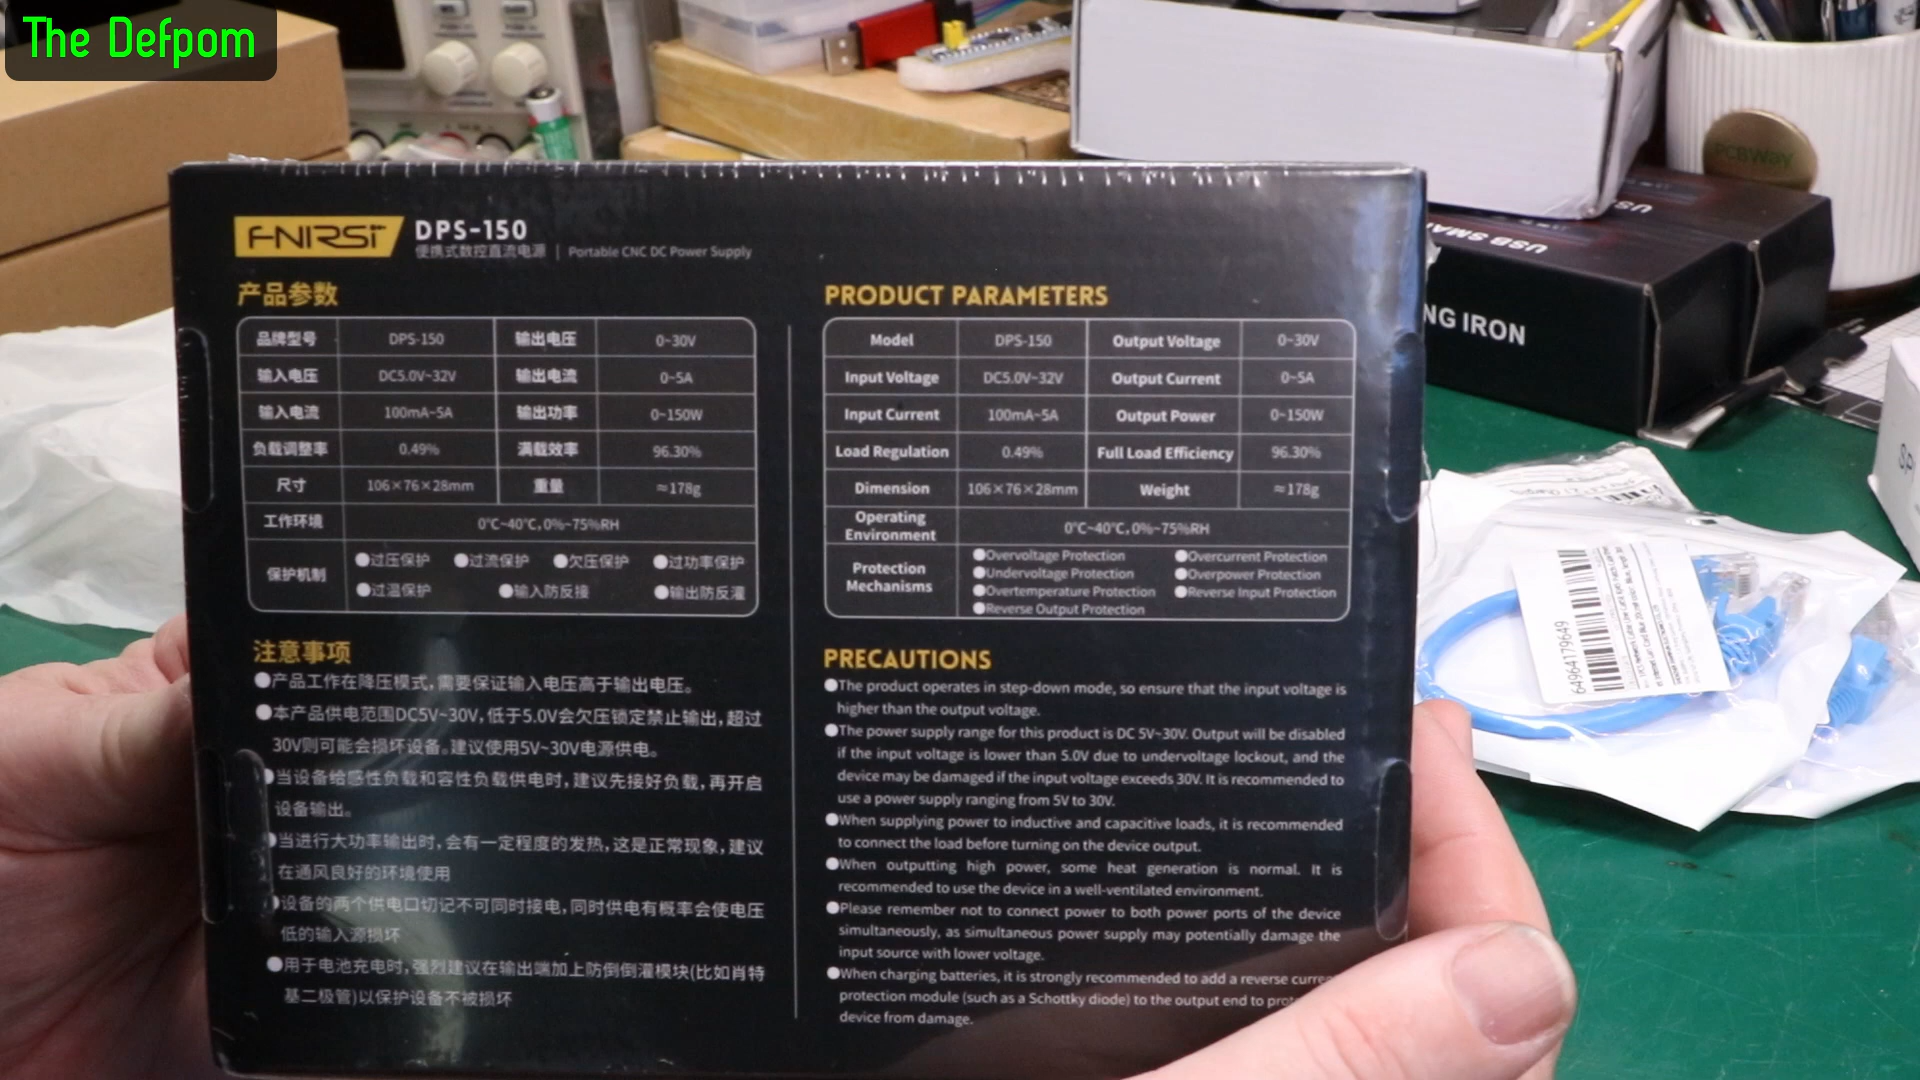 The Defpom
PCBWay
USB
USB SMA
NG IRON
FNIRSI
DPS-150
便携式数控直流电源 | Portable CNC DC Power Supply
产品参数
品牌型号 DPS-150 输出电压 0~30V
输入电压 DC5.0V~32V 输出电流 0~5A
输入电流 100mA~5A 输出功率 0~150W
负载调整率 0.49% 满载效率 96.30%
尺寸 106×76×28mm 重量 ≈178g
工作环境 0℃~40℃,0%~75%RH
保护机制
●过压保护 ●过流保护 ●欠压保护 ●过功率保护
●过温保护 ●输入防反接 ●输出防反灌
注意事项
●产品工作在降压模式,需要保证输入电压高于输出电压。
●本产品供电范围DC5V~30V,低于5.0V会欠压锁定禁止输出,超过
30V则可能会损坏设备。建议使用5V~30V电源供电。
●当设备给感性负载和容性负载供电时,建议先接好负载,再开启
设备输出。
●当进行大功率输出时,会有一定程度的发热,这是正常现象,建议
在通风良好的环境使用
●设备的两个供电口切记不可同时接电,同时供电有概率会使电压
低的输入源损坏
●用于电池充电时,强烈建议在输出端加上防倒倒灌模块(比如肖特
基二极管)以保护设备不被损坏
PRODUCT PARAMETERS
Model DPS-150 Output Voltage 0~30V
Input Voltage DC5.0V~32V Output Current 0~5A
Input Current 100mA~5A Output Power 0~150W
Load Regulation 0.49% Full Load Efficiency 96.30%
Dimension 106×76×28mm Weight ≈178g
Operating
Environment 0℃~40℃,0%~75%RH
Protection
Mechanisms
●Overvoltage Protection ●Overcurrent Protection
●Undervoltage Protection ●Overpower Protection
●Overtemperature Protection ●Reverse Input Protection
●Reverse Output Protection
PRECAUTIONS
●The product operates in step-down mode, so ensure that the input voltage is
higher than the output voltage.
●The power supply range for this product is DC 5V~30V. Output will be disabled
if the input voltage is lower than 5.0V due to undervoltage lockout, and the
device may be damaged if the input voltage exceeds 30V. It is recommended to
use a power supply ranging from 5V to 30V.
●When supplying power to inductive and capacitive loads, it is recommended
to connect the load before turning on the device output.
●When outputting high power, some heat generation is normal. It is
recommended to use the device in a well-ventilated environment.
●Please remember not to connect power to both power ports of the device
simultaneously, as simultaneous power supply may potentially damage the
input source with lower voltage.
●When charging batteries, it is strongly recommended to add a reverse curre
protection module (such as a Schottky diode) to the output end to prot
device from damage.
64964179649
SP